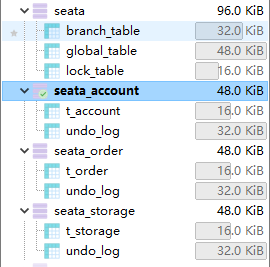 seata 96.0 KiB
branch_table 32.0 KiB
global_table 48.0 KiB
lock_table 16.0 KiB
seata_account 48.0 KiB
t_account 16.0 KiB
undo_log 32.0 KiB
seata_order 48.0 KiB
t_order 16.0 KiB
undo_log 32.0 KiB
seata_storage 48.0 KiB
t_storage 16.0 KiB
undo_log 32.0 KiB